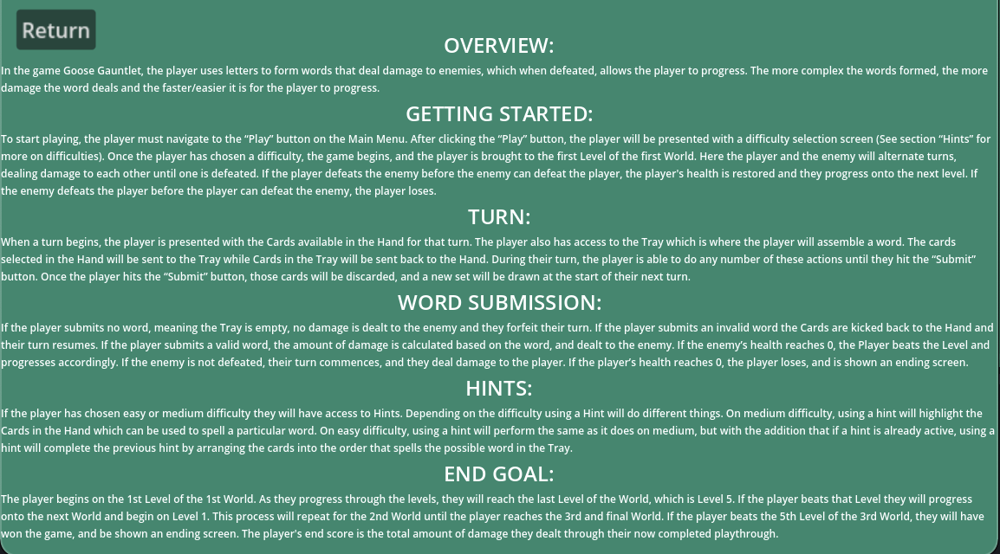 Return
OVERVIEW:
In the game Goose Gauntlet, the player uses letters to form words that deal damage to enemies, which when defeated, allows the player to progress. The more complex the words formed, the more
damage the word deals and the faster/easier it is for the player to progress.
GETTING STARTED:
To start playing, the player must navigate to the “Play” button on the Main Menu. After clicking the “Play” button, the player will be presented with a difficulty selection screen (See section “Hints” for
more on difficulties). Once the player has chosen a difficulty, the game begins, and the player is brought to the first Level of the first World. Here the player and the enemy will alternate turns,
dealing damage to each other until one is defeated. If the player defeats the enemy before the enemy can defeat the player, the player's health is restored and they progress onto the next level. If
the enemy defeats the player before the player can defeat the enemy, the player loses.
TURN:
When a turn begins, the player is presented with the Cards available in the Hand for that turn. The player also has access to the Tray which is where the player will assemble a word. The cards
selected in the Hand will be sent to the Tray while Cards in the Tray will be sent back to the Hand. During their turn, the player is able to do any number of these actions until they hit the “Submit”
button. Once the player hits the “Submit” button, those cards will be discarded, and a new set will be drawn at the start of their next turn.
WORD SUBMISSION:
If the player submits no word, meaning the Tray is empty, no damage is dealt to the enemy and they forfeit their turn. If the player submits an invalid word the Cards are kicked back to the Hand and
their turn resumes. If the player submits a valid word, the amount of damage is calculated based on the word, and dealt to the enemy. If the enemy’s health reaches 0, the Player beats the Level and
progresses accordingly. If the enemy is not defeated, their turn commences, and they deal damage to the player. If the player’s health reaches 0, the player loses, and is shown an ending screen.
HINTS:
If the player has chosen easy or medium difficulty they will have access to Hints. Depending on the difficulty using a Hint will do different things. On medium difficulty, using a hint will highlight the
Cards in the Hand which can be used to spell a particular word. On easy difficulty, using a hint will perform the same as it does on medium, but with the addition that if a hint is already active, using a
hint will complete the previous hint by arranging the cards into the order that spells the possible word in the Tray.
END GOAL:
The player begins on the 1st Level of the 1st World. As they progress through the levels, they will reach the last Level of the World, which is Level 5. If the player beats that Level they will progress
onto the next World and begin on Level 1. This process will repeat for the 2nd World until the player reaches the 3rd and final World. If the player beats the 5th Level of the 3rd World, they will have
won the game, and be shown an ending screen. The player's end score is the total amount of damage they dealt through their now completed playthrough.